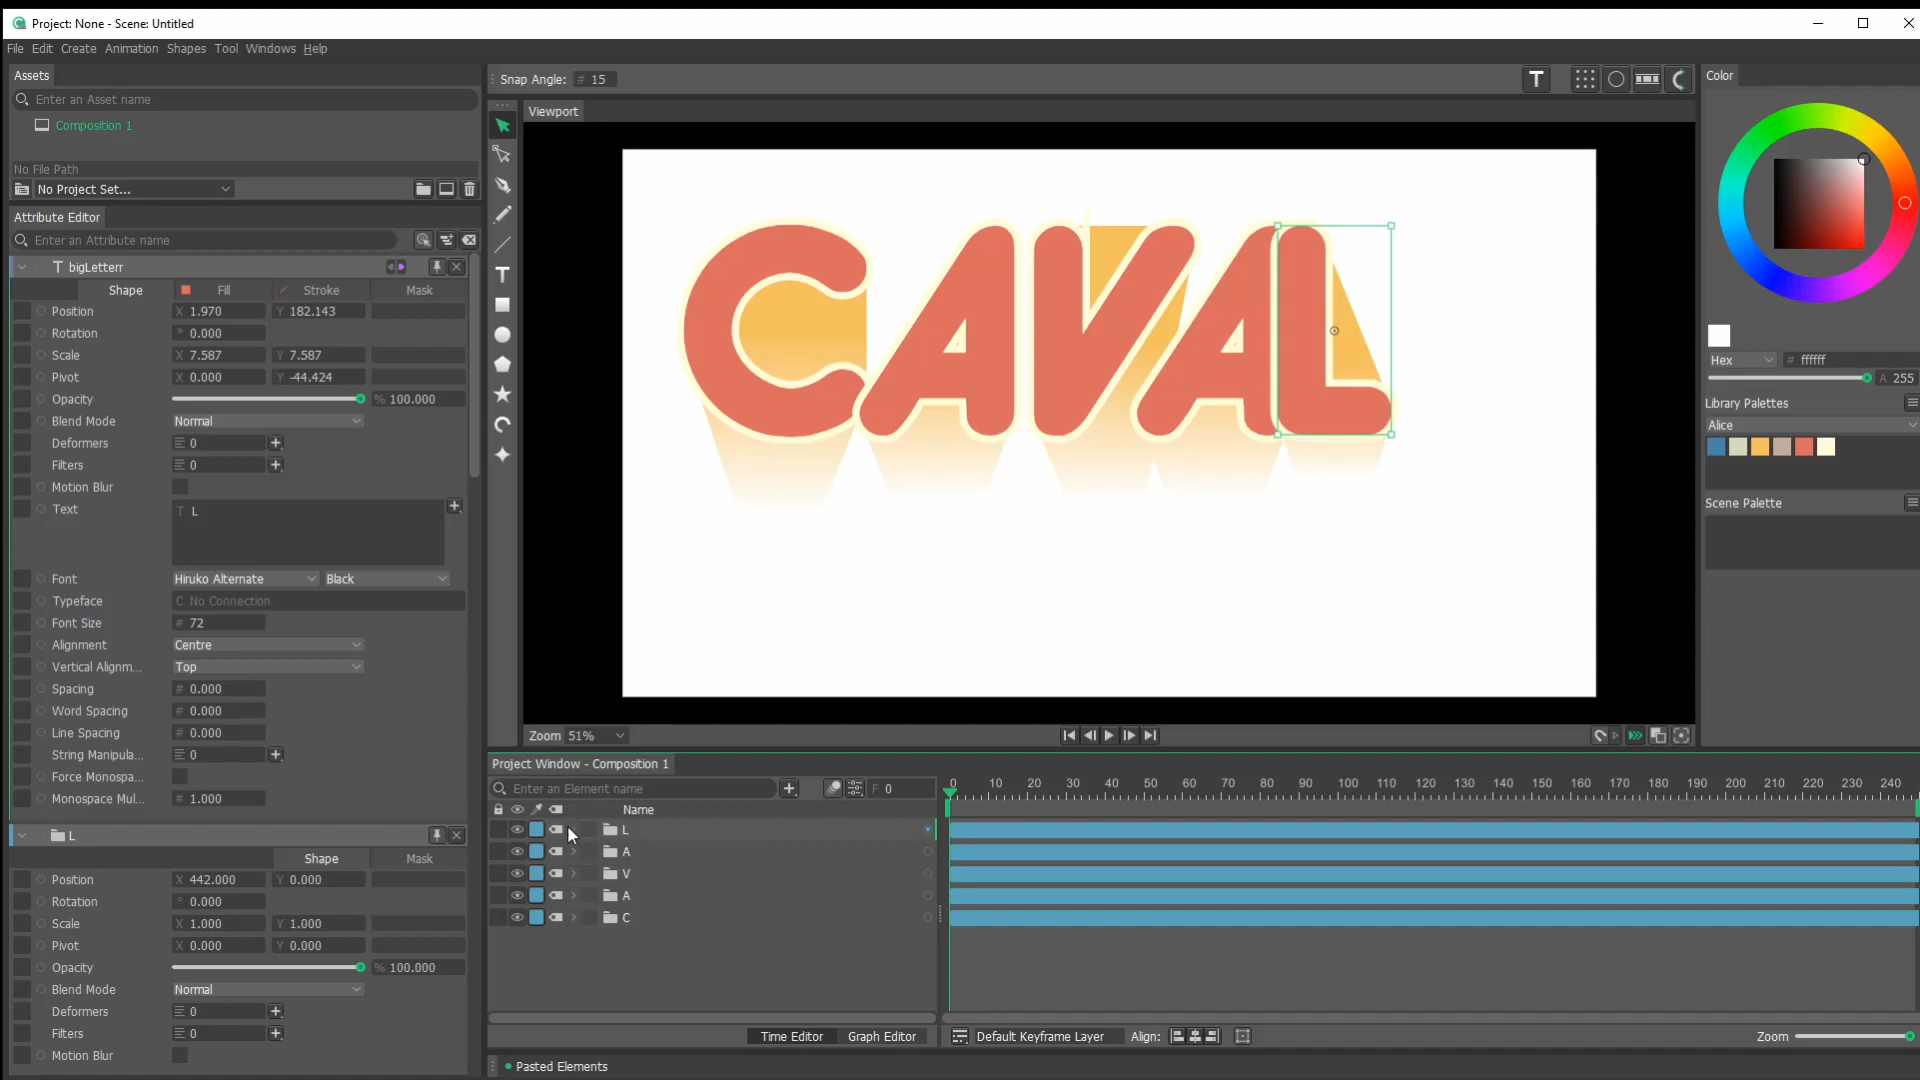 Project: None - Scene: Untitled
File Edit Create Animation Shapes Tool Windows Help
Assets
Enter an Asset name
Composition 1
No File Path
No Project Set...
Attribute Editor
Enter an Attribute name
T bigLetterr
Shape Fill Stroke Mask
Position X 1.970 Y 182.143
Rotation ° 0.000
Scale X 7.587 Y 7.587
Pivot X 0.000 Y -44.424
Opacity % 100.000
Blend Mode Normal
Deformers 0
Filters 0
Motion Blur
Text T L
Font Hiruko Alternate Black
Typeface C No Connection
Font Size # 72
Alignment Centre
Vertical Alignm... Top
Spacing # 0.000
Word Spacing # 0.000
Line Spacing # 0.000
String Manipula... 0
Force Monospa...
Monospace Mul... # 1.000
L
Shape Mask
Position X 442.000 Y 0.000
Rotation ° 0.000
Scale X 1.000 Y 1.000
Pivot X 0.000 Y 0.000
Opacity % 100.000
Blend Mode Normal
Deformers 0
Filters 0
Motion Blur
Snap Angle: # 15
T
Viewport
T
CAVAL
Zoom 51%
Project Window - Composition 1
Enter an Element name
F 0
Name
L
A
V
A
C
0 10 20 30 40 50 60 70 80 90 100 110 120 130 140 150 160 170 180 190 200 210 220 230 240
Time Editor Graph Editor
Default Keyframe Layer Align: Zoom
Pasted Elements
Color
Hex # ffffff
A 255
Library Palettes
Alice
Scene Palette